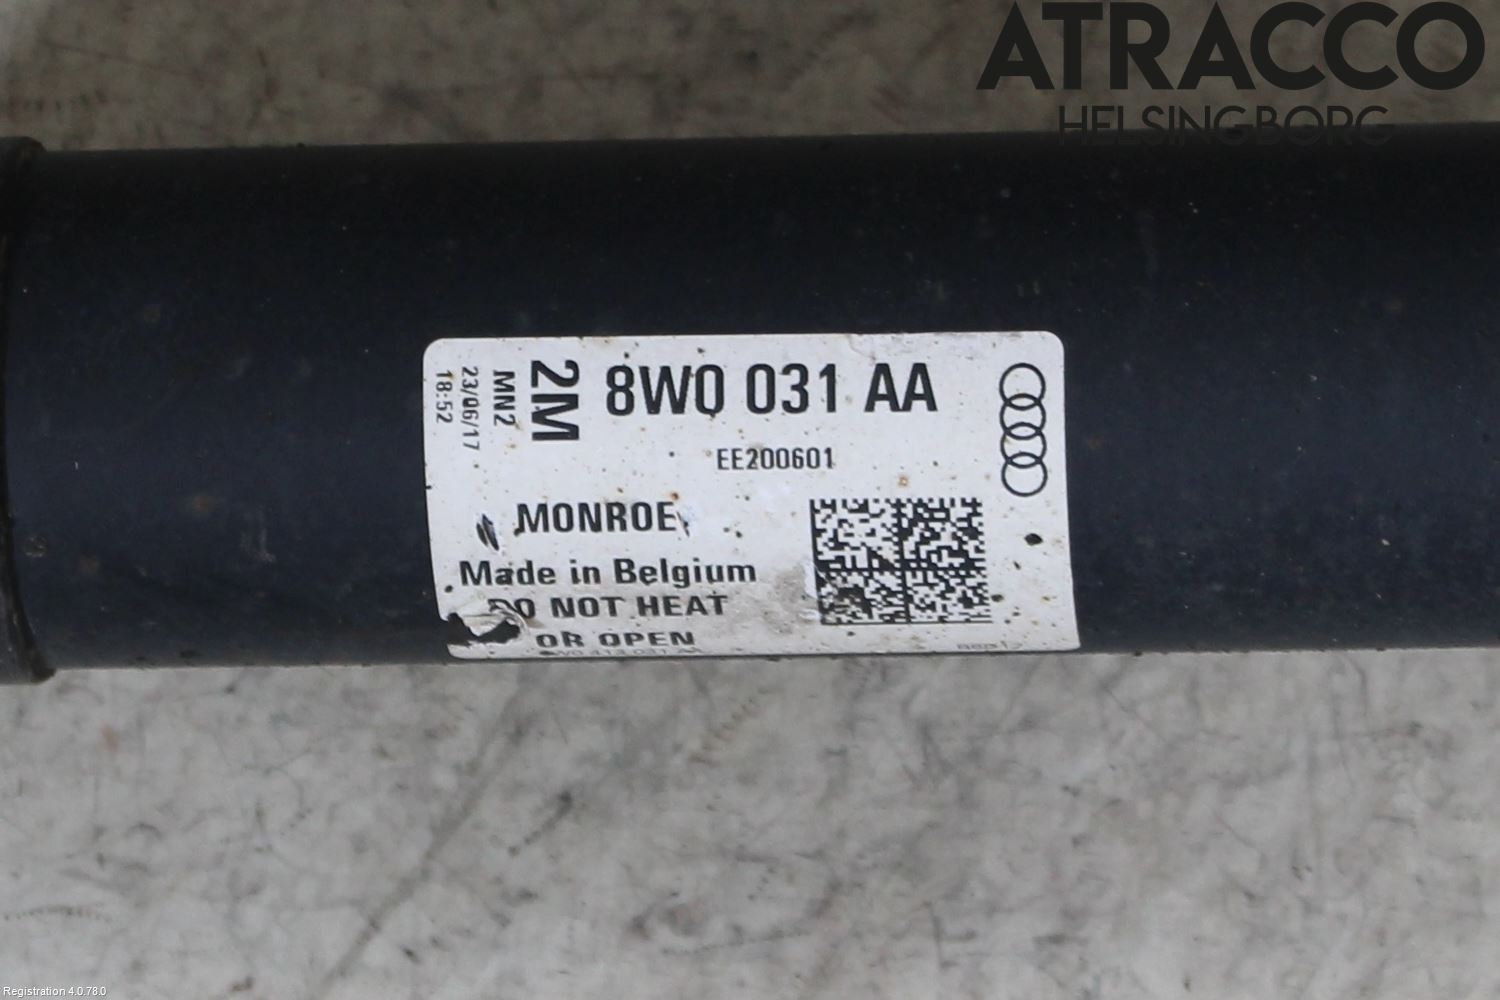 ATRACCO
HELSINGBORG
2M
8W0 031 AA
MN2
23/06/17
18:52
EE200601
MONROE
Made in Belgium
DO NOT HEAT
OR OPEN
Registration 4.0.78.0